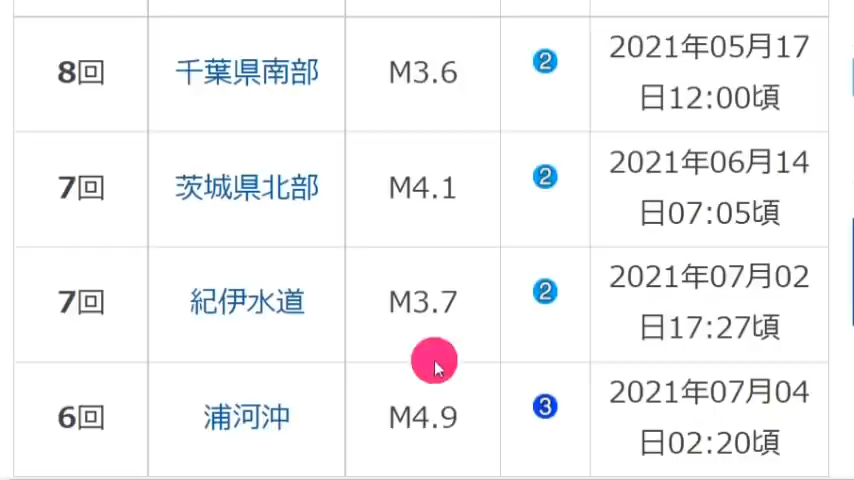 8回 千葉県南部 M3.6 2 2021年05月17
日12:00頃
7回 茨城県北部 M4.1 2 2021年06月14
日07:05頃
7回 紀伊水道 M3.7 2 2021年07月02
日17:27頃
6回 浦河沖 M4.9 3 2021年07月04
日02:20頃